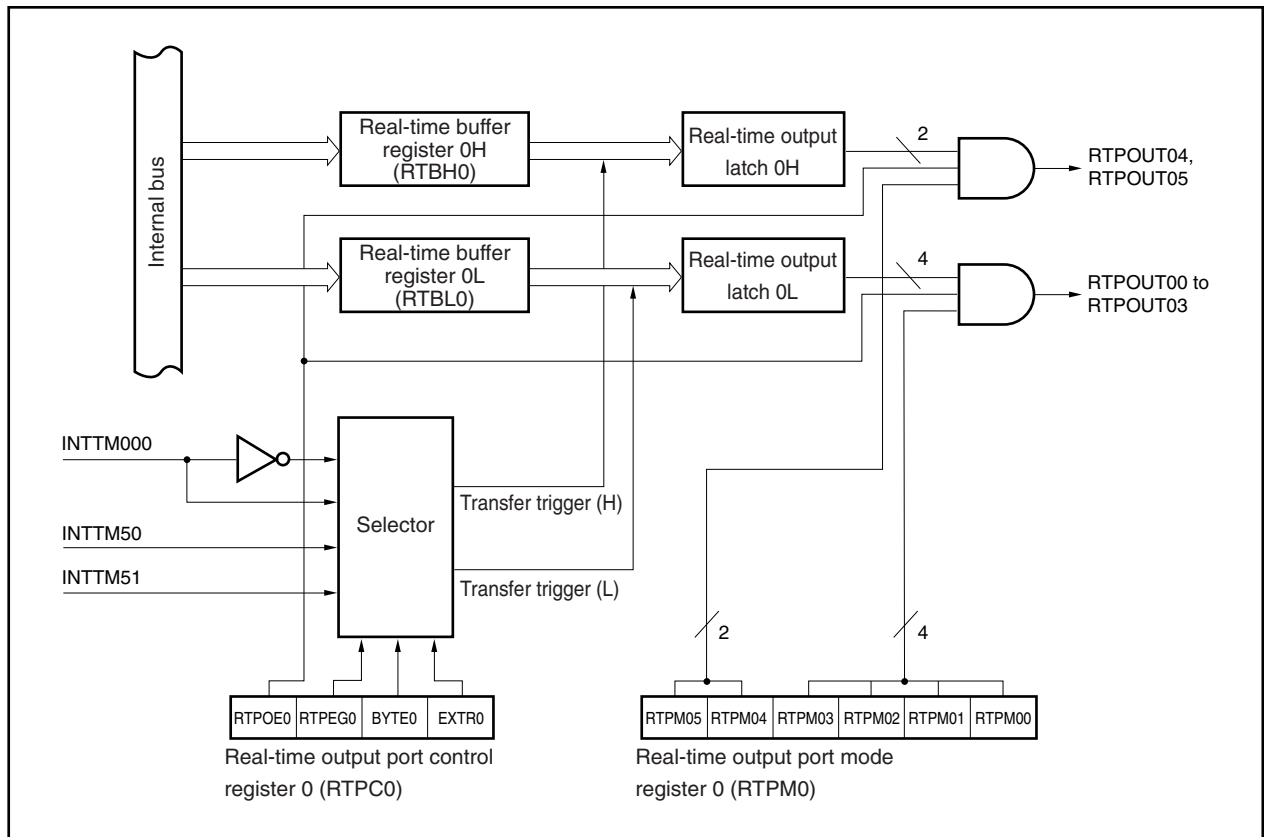 Internal bus
Real-time buffer
register 0H
(RTBH0)
Real-time output
latch 0H
2
RTPOUT04,
RTPOUT05
Real-time buffer
register 0L
(RTBL0)
Real-time output
latch 0L
4
RTPOUT00 to
RTPOUT03
INTTM000
INTTM50
INTTM51
Selector
Transfer trigger (H)
Transfer trigger (L)
2
4
RTPOE0 RTPEG0 BYTE0 EXTR0
Real-time output port control
register 0 (RTPC0)
RTPM05 RTPM04 RTPM03 RTPM02 RTPM01 RTPM00
Real-time output port mode
register 0 (RTPM0)